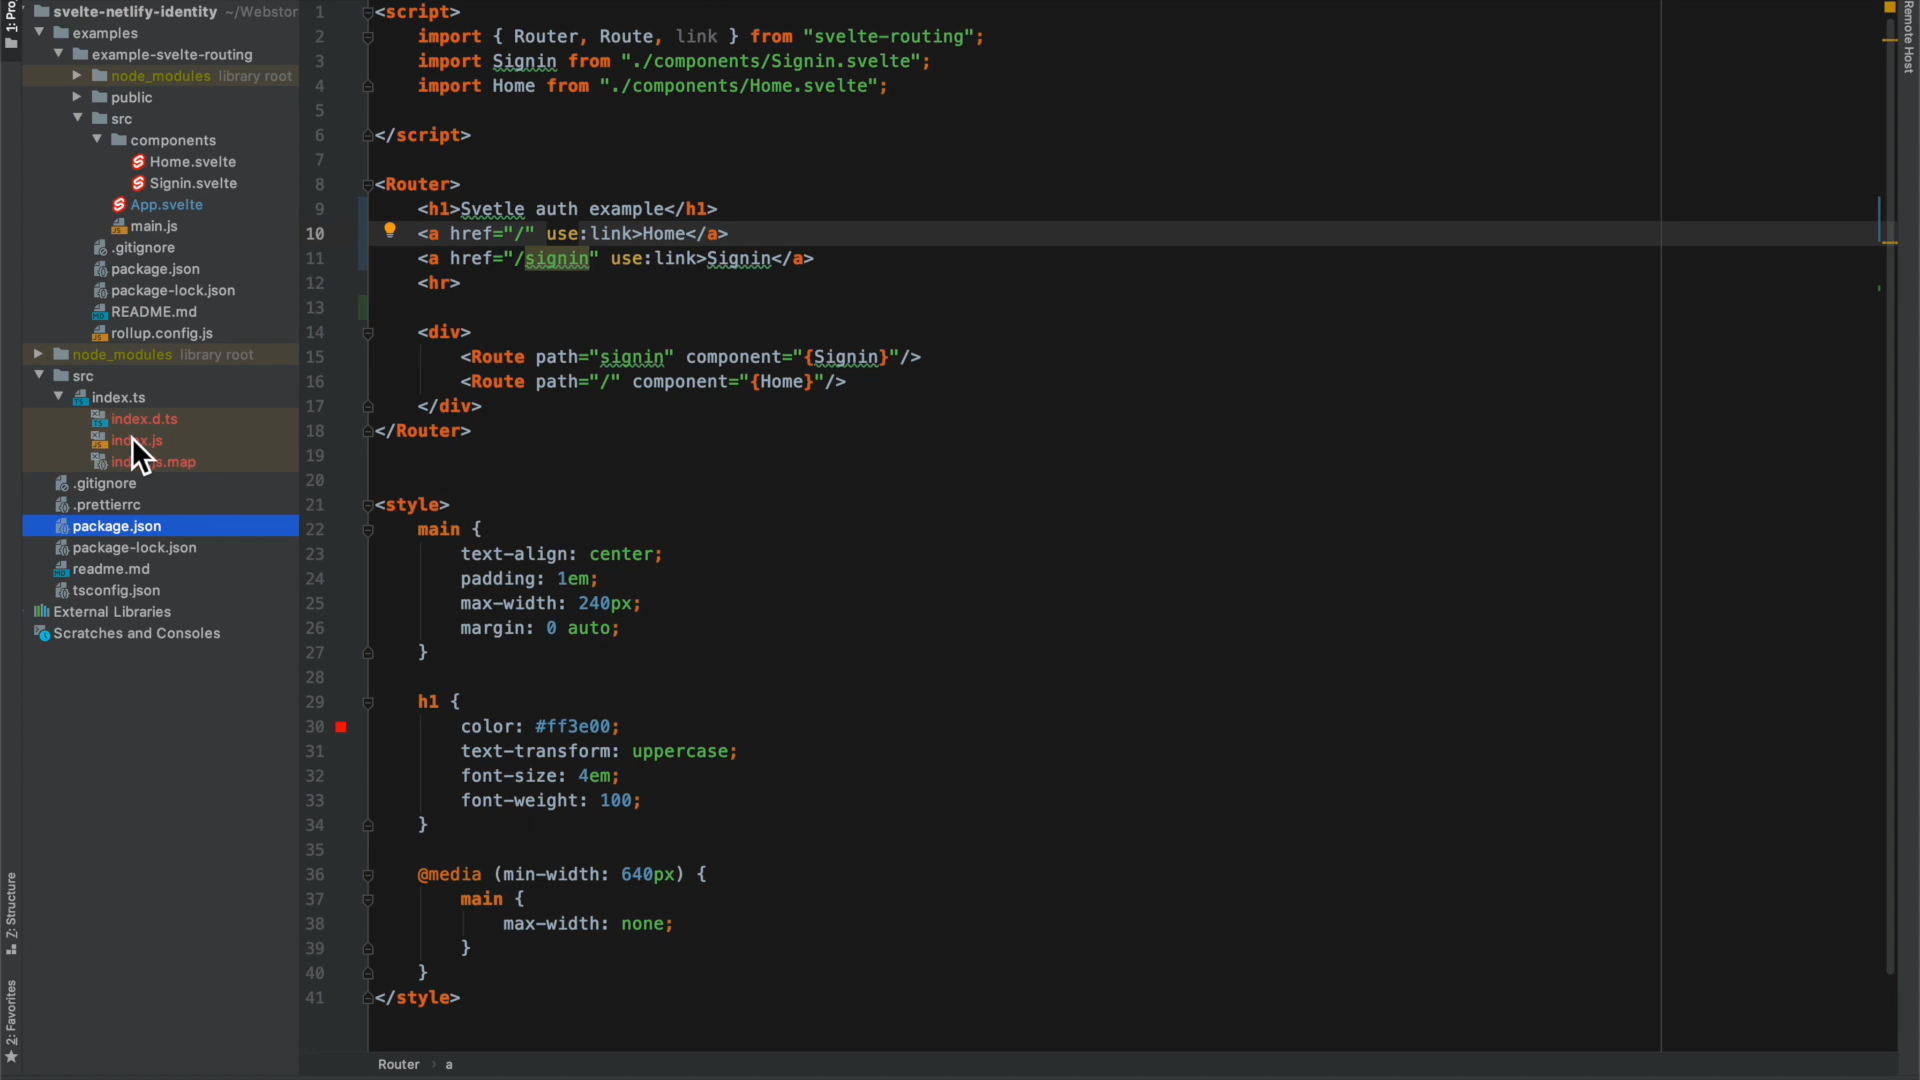 1: Pro
svelte-netlify-identity ~/Webstor
examples
example-svelte-routing
node_modules library root
public
src
components
Home.svelte
Signin.svelte
App.svelte
main.js
.gitignore
package.json
package-lock.json
README.md
rollup.config.js
node_modules library root
src
index.ts
index.d.ts
index.js
.gitignore
.prettierrc
package.json
package-lock.json
readme.md
tsconfig.json
External Libraries
Scratches and Consoles
Z: Structure
2: Favorites
1 <script>
2 import { Router, Route, link } from "svelte-routing";
3 import Signin from "./components/Signin.svelte";
4 import Home from "./components/Home.svelte";
5
6 </script>
7
8 <Router>
9 <h1>Svetle auth example</h1>
10 <a href="/" use:link>Home</a>
11 <a href="/signin" use:link>Signin</a>
12 <hr>
13
14 <div>
15 <Route path="signin" component="{Signin}"/>
16 <Route path="/" component="{Home}"/>
17 </div>
18 </Router>
19
20
21 <style>
22 main {
23 text-align: center;
24 padding: 1em;
25 max-width: 240px;
26 margin: 0 auto;
27 }
28
29 h1 {
30 color: #ff3e00;
31 text-transform: uppercase;
32 font-size: 4em;
33 font-weight: 100;
34 }
35
36 @media (min-width: 640px) {
37 main {
38 max-width: none;
39 }
40 }
41 </style>
Router › a
Remote Host